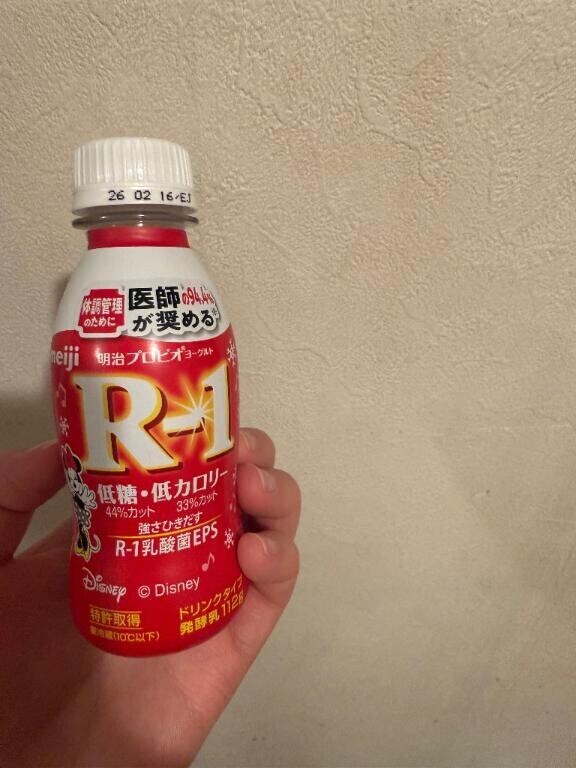 26 02 16/EJ
体調管理
のために
医師の94.4%
が奨める※
meiji
明治プロビオ®ヨーグルト
R-1
低糖・低カロリー
44%カット 33%カット
強さひきだす
R-1乳酸菌EPS
Disney © Disney
特許取得
要冷蔵(10℃以下)
ドリンクタイプ
発酵乳 112g